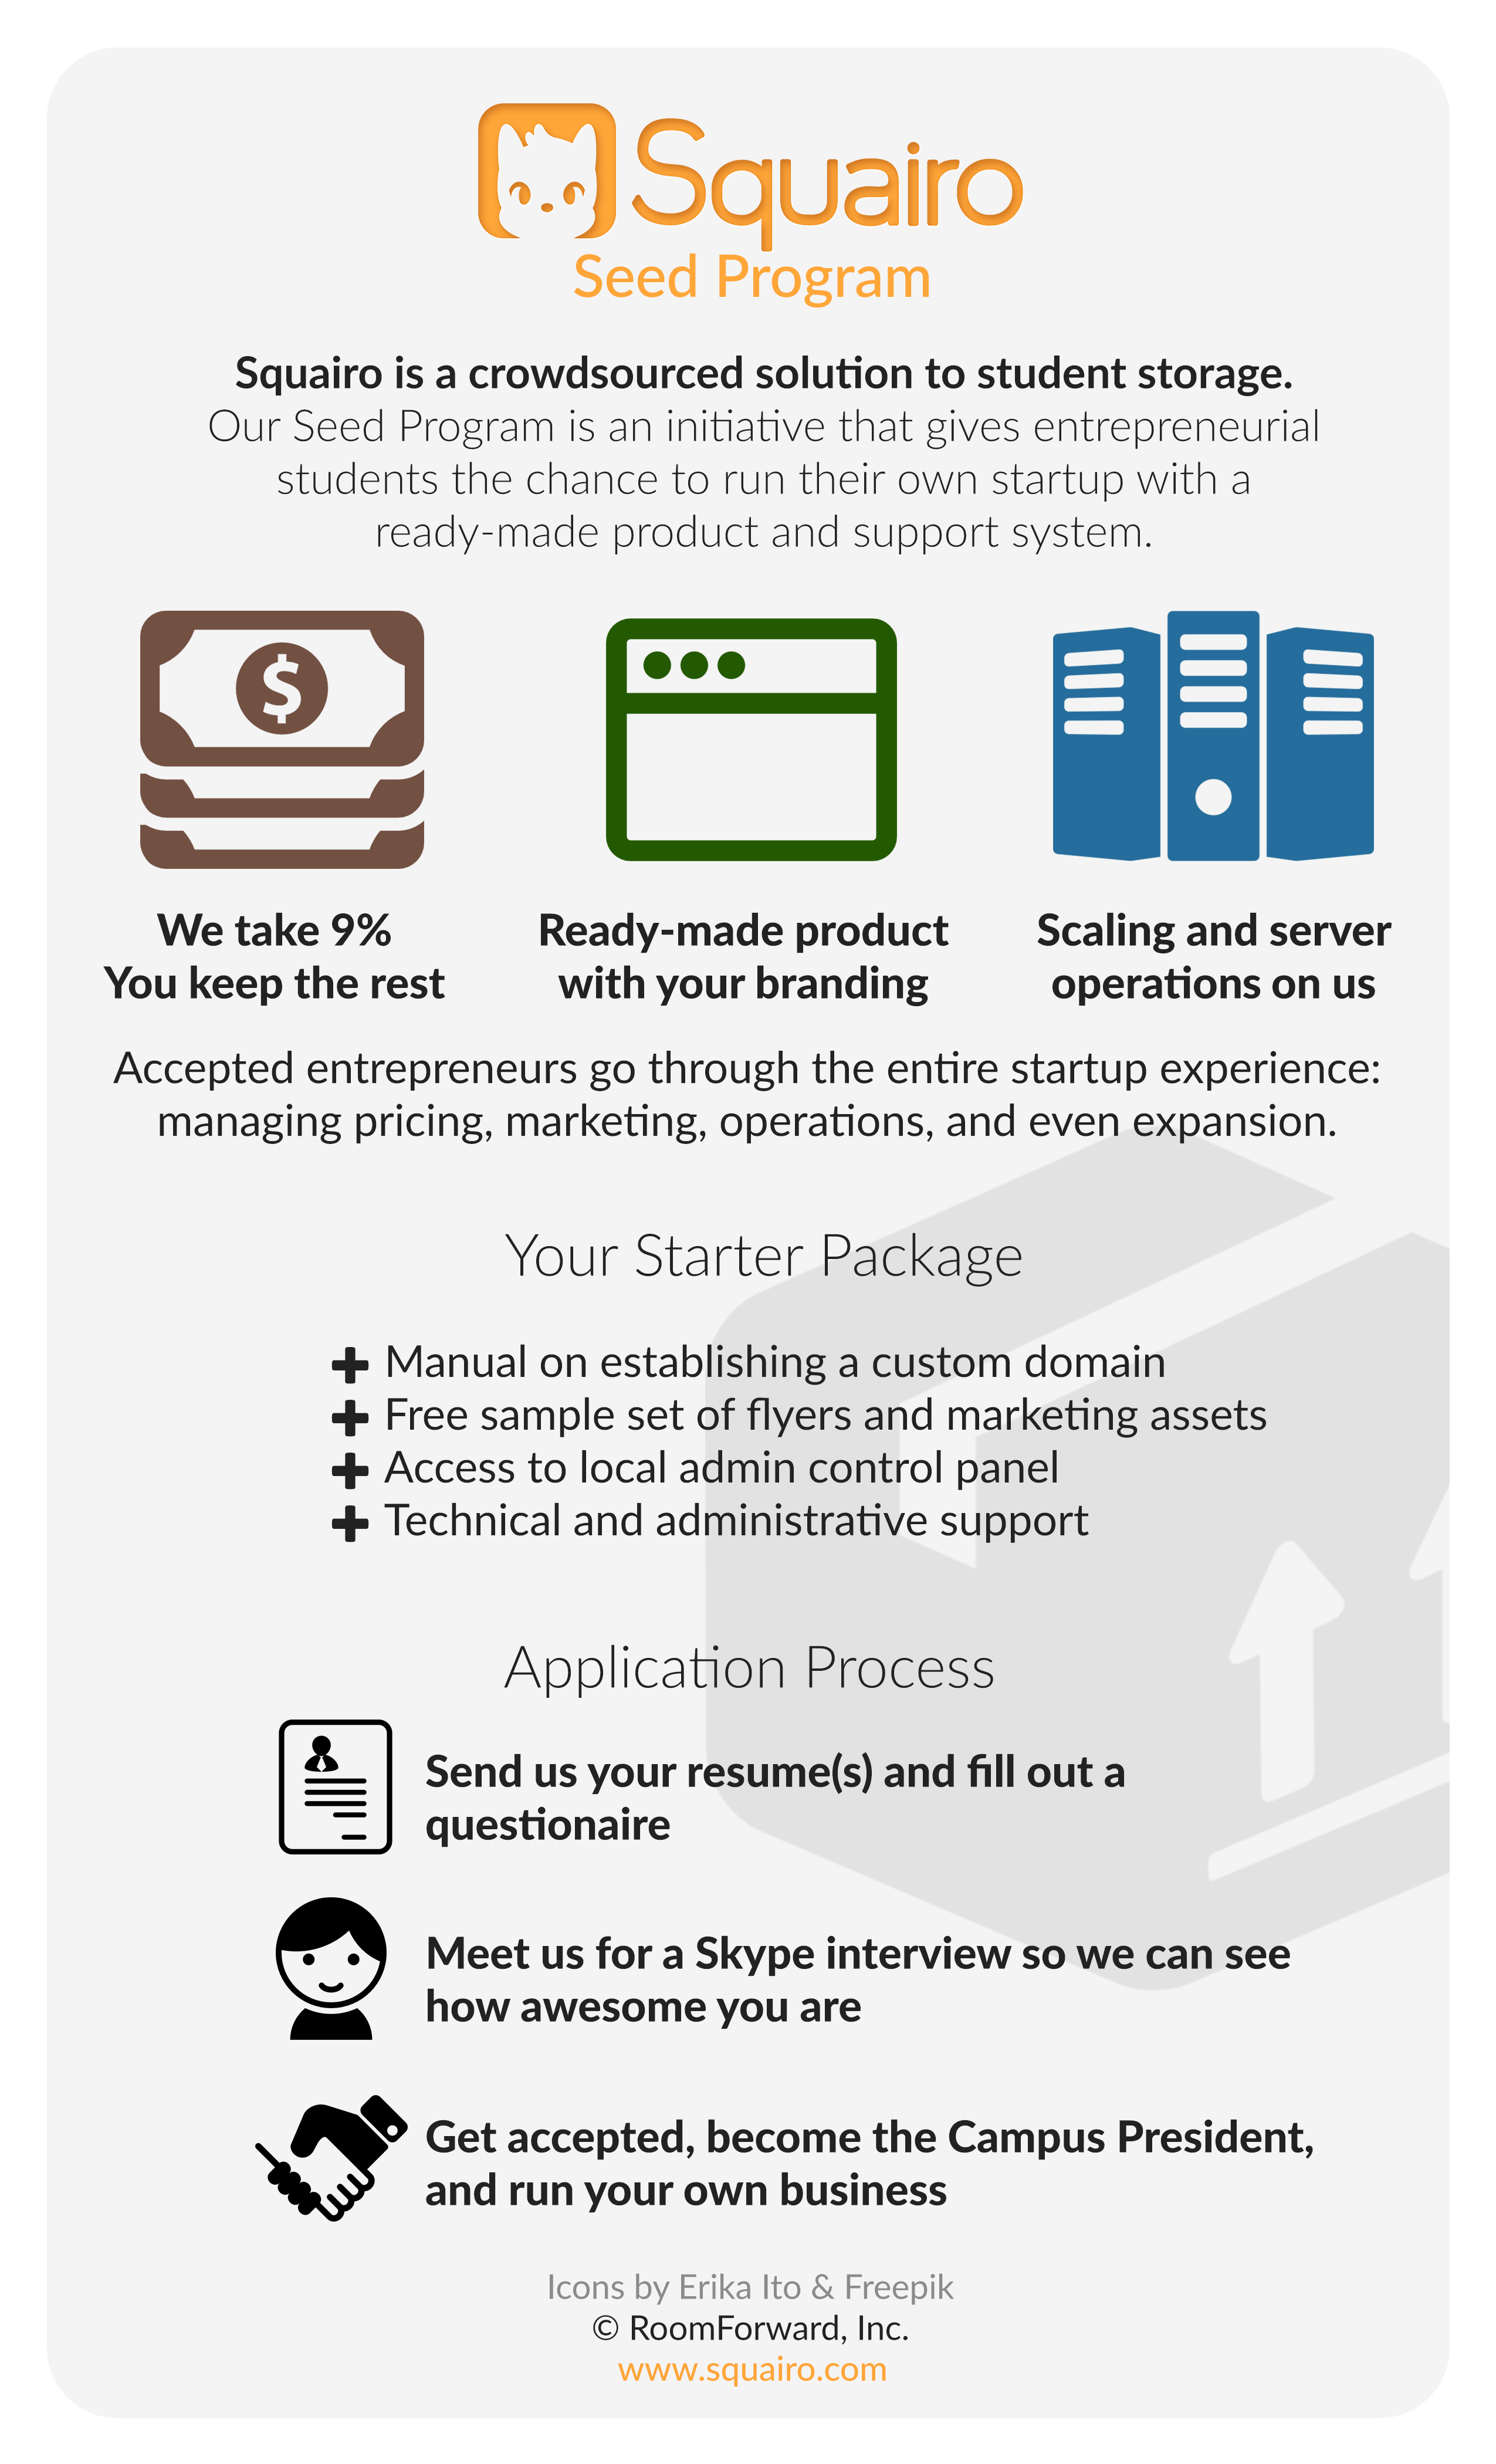 Squairo
Seed Program
Squairo is a crowdsourced solution to student storage.
Our Seed Program is an initiative that gives entrepreneurial
students the chance to run their own startup with a
ready-made product and support system.
$
We take 9%
You keep the rest
Ready-made product
with your branding
Scaling and server
operations on us
Accepted entrepreneurs go through the entire startup experience:
managing pricing, marketing, operations, and even expansion.
Your Starter Package
Manual on establishing a custom domain
Free sample set of flyers and marketing assets
Access to local admin control panel
Technical and administrative support
Application Process
Send us your resume(s) and fill out a
questionaire
Meet us for a Skype interview so we can see
how awesome you are
Get accepted, become the Campus President,
and run your own business
Icons by Erika Ito & Freepik
© RoomForward, Inc.
www.squairo.com